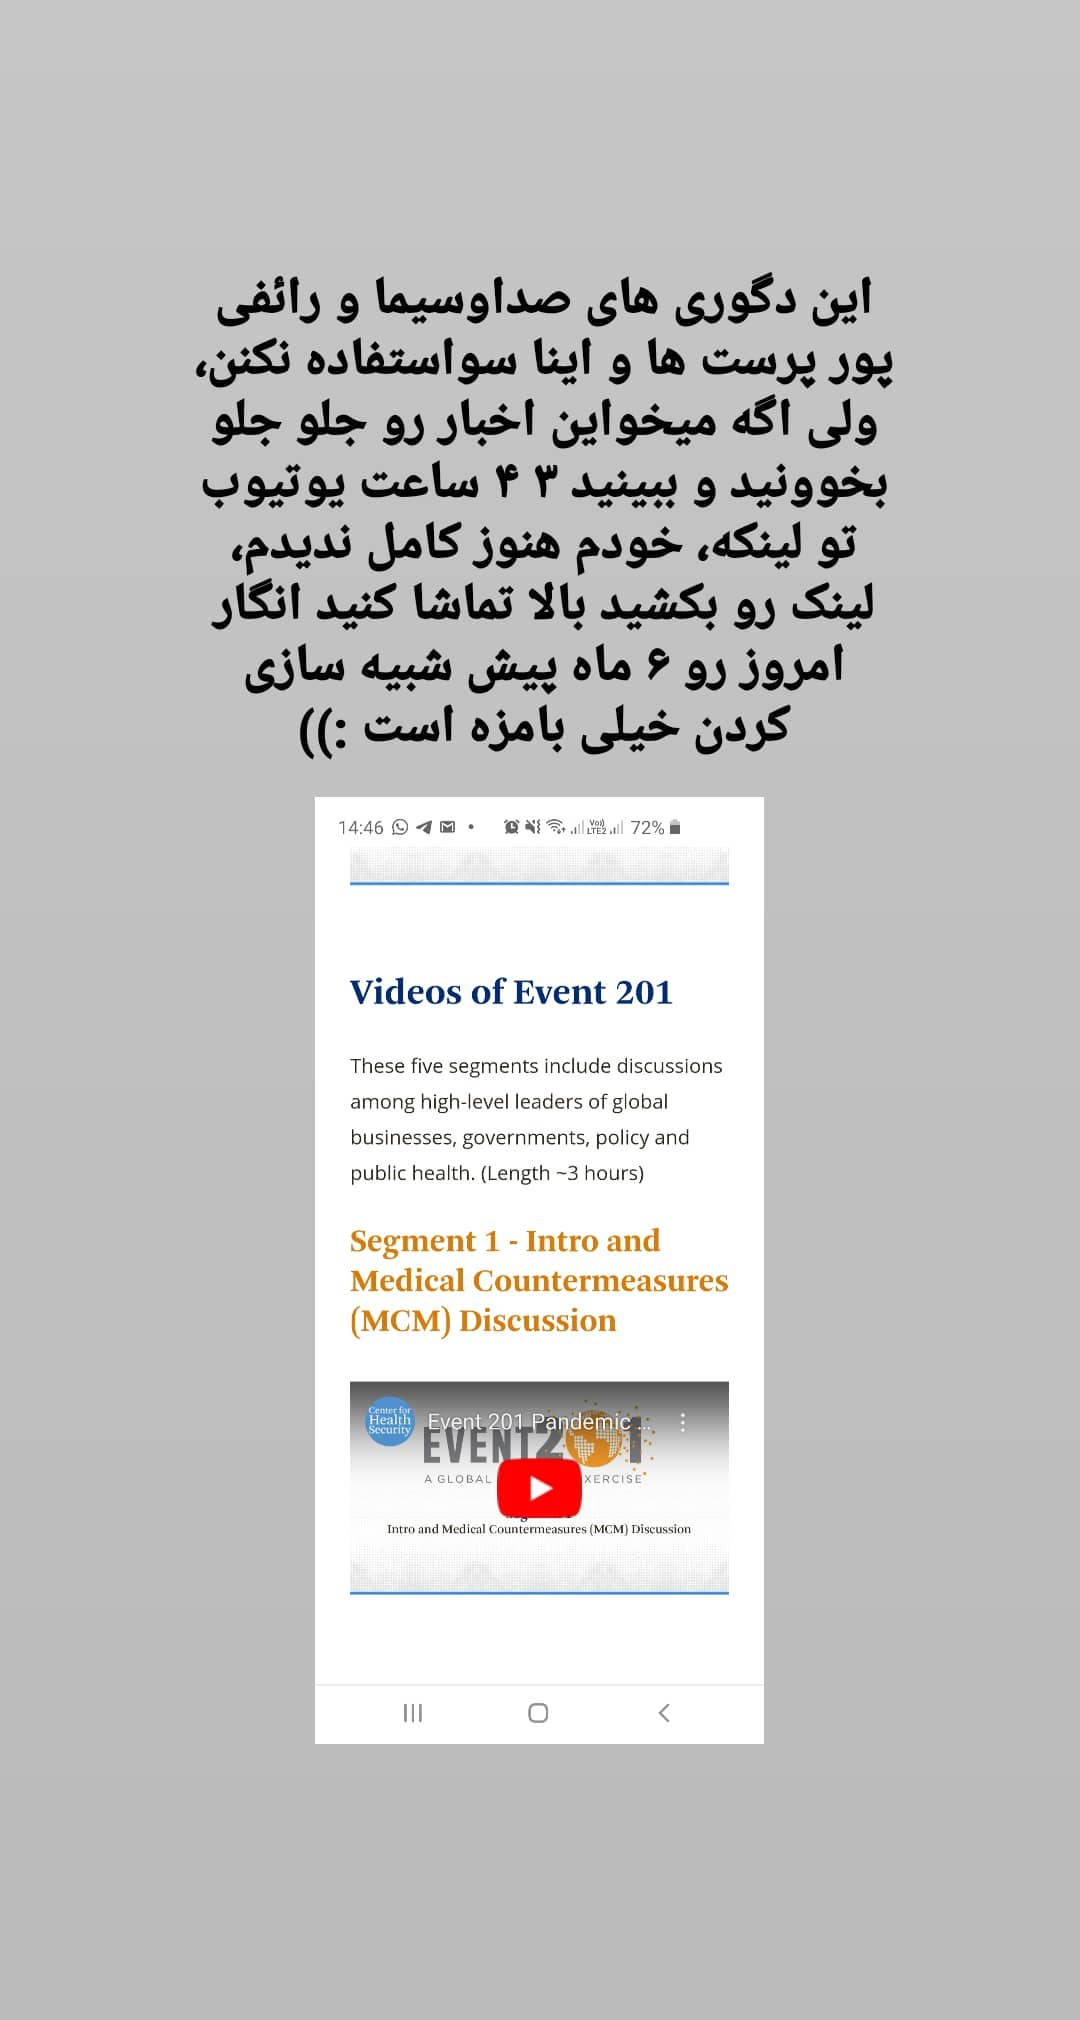 این دگوری های صداوسیما و رائفی
پور پرست ها و اینا سواستفاده نکنن،
ولی اگه میخواین اخبار رو جلو جلو
بخوونید و ببینید ۳ ۴ ساعت یوتیوب
تو لینکه، خودم هنوز کامل ندیدم،
لینک رو بکشید بالا تماشا کنید انگار
امروز رو ۶ ماه پیش شبیه سازی
کردن خیلی بامزه است :))
14:46 72%
Videos of Event 201
These five segments include discussions
among high-level leaders of global
businesses, governments, policy and
public health. (Length ~3 hours)
Segment 1 - Intro and
Medical Countermeasures
(MCM) Discussion
Center for
Health
Security
Event 201 Pandemic ...
EVENT201
A GLOBAL
Intro and Medical Countermeasures (MCM) Discussion